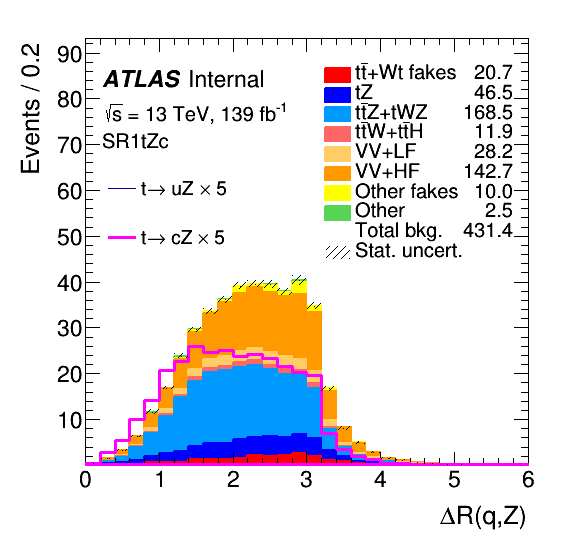 Events / 0.2
90
80
70
60
50
40
30
20
10
ATLAS Internal
√s = 13 TeV, 139 fb⁻¹
SR1tZc
t→ uZ × 5
t→ cZ × 5
tt̄+Wt fakes 20.7
tZ 46.5
tt̄Z+tWZ 168.5
tt̄W+tt̄H 11.9
VV+LF 28.2
VV+HF 142.7
Other fakes 10.0
Other 2.5
Total bkg. 431.4
Stat. uncert.
0 1 2 3 4 5 6
ΔR(q,Z)